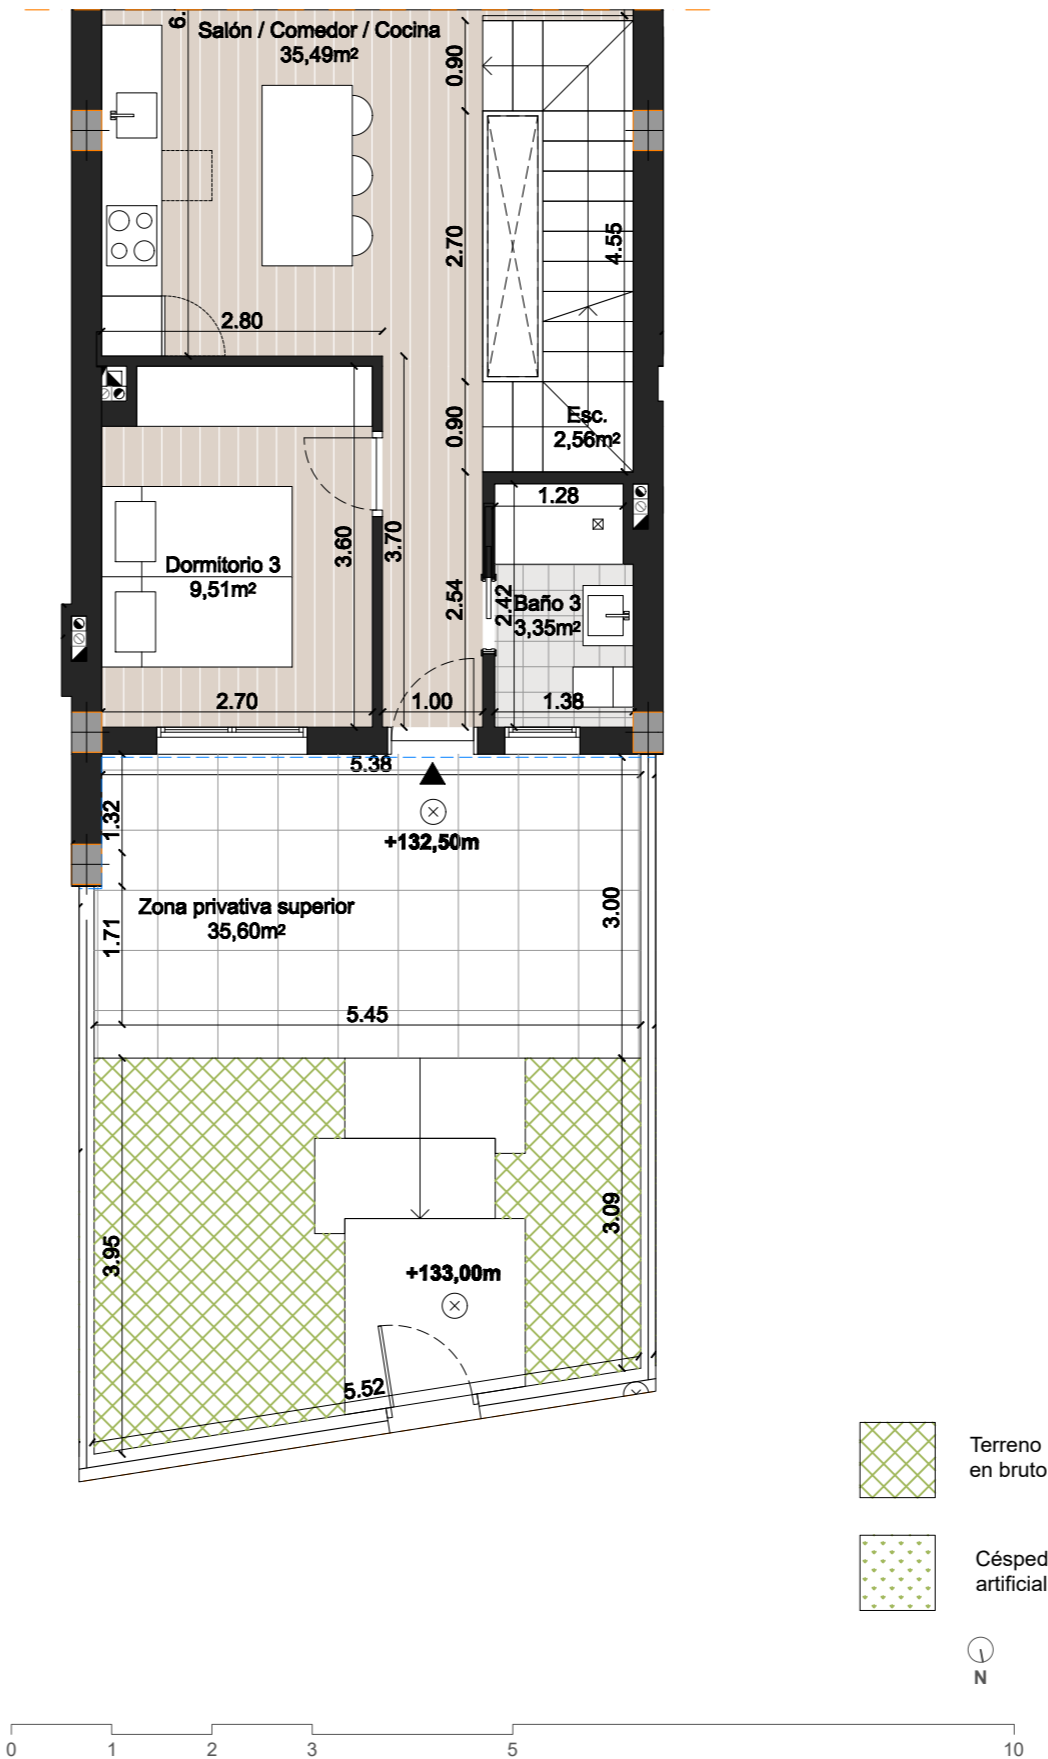 6.
Salón / Comedor / Cocina
35,49m²
0.90
2.70
4.55
2.80
0.90
Esc.
2,56m²
1.28
3.60
3.70
Dormitorio 3
9,51m²
2.54
2.42
Baño 3
3,35m²
2.70
1.00
1.38
5.38
1.32
+132,50m
Zona privativa superior
35,60m²
1.71
3.00
5.45
3.95
3.09
+133,00m
5.52
Terreno
en bruto
Césped
artificial
N
0 1 2 3 5 10